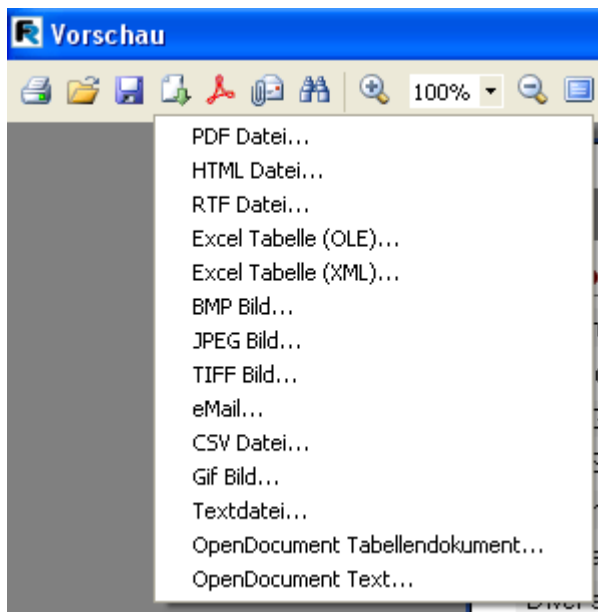 FR Vorschau
100%
PDF Datei...
HTML Datei...
RTF Datei...
Excel Tabelle (OLE)...
Excel Tabelle (XML)...
BMP Bild...
JPEG Bild...
TIFF Bild...
eMail...
CSV Datei...
Gif Bild...
Textdatei...
OpenDocument Tabellendokument...
OpenDocument Text...